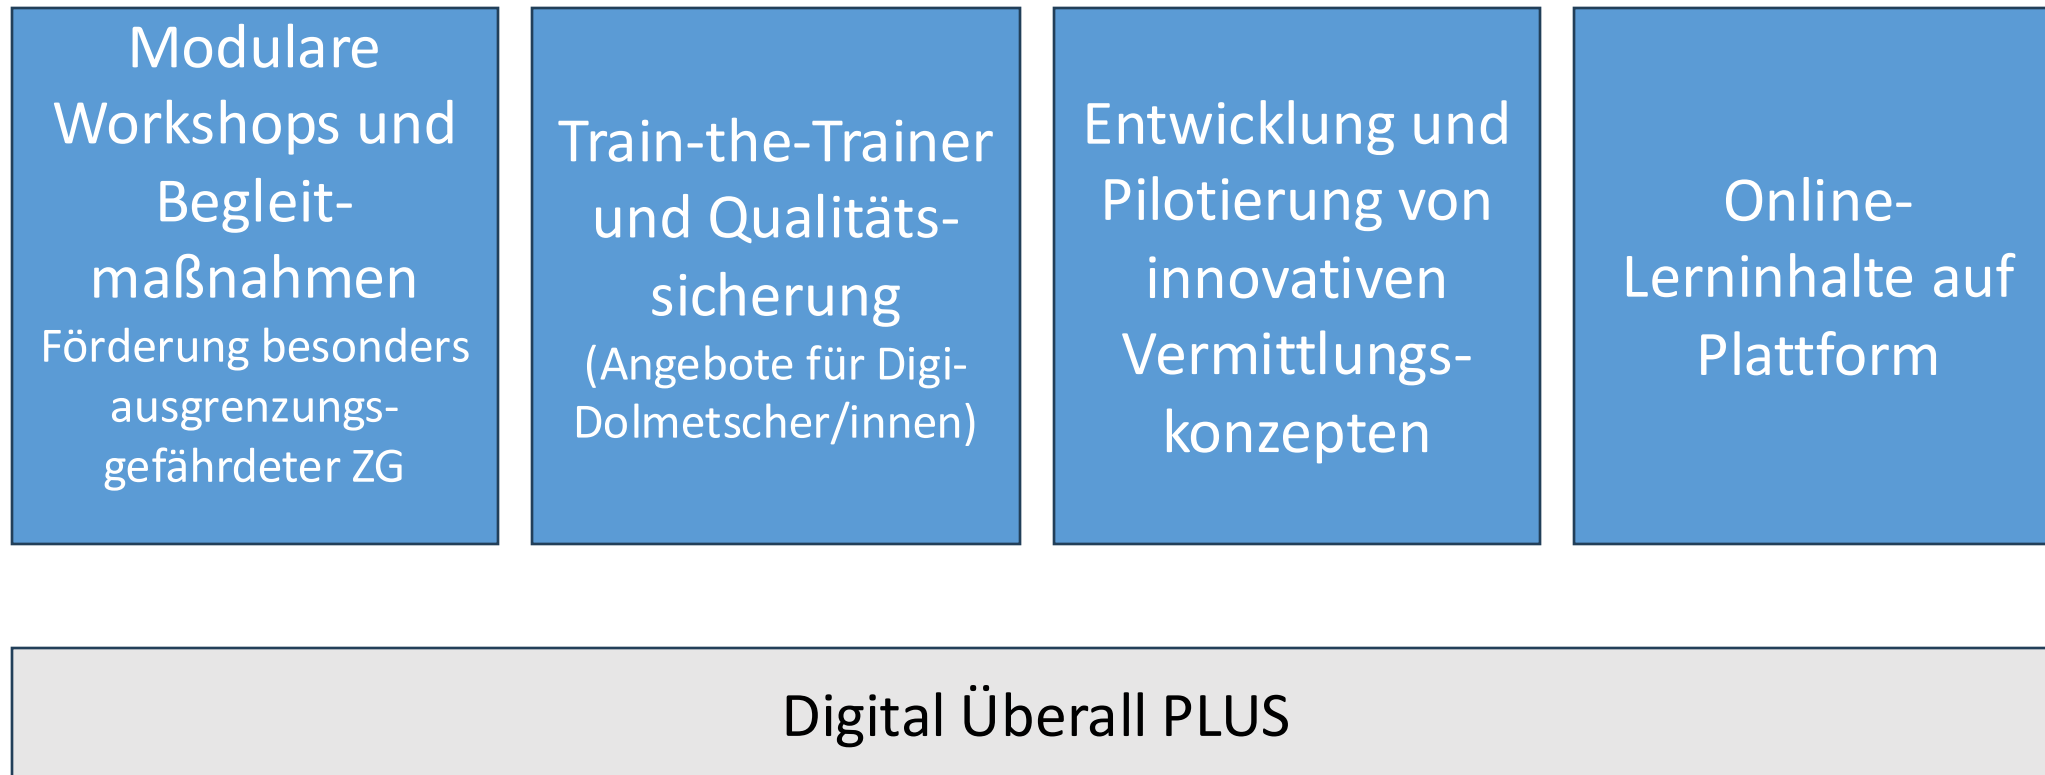 Modulare
Workshops und
Begleit-
maßnahmen
Förderung besonders
ausgrenzungs-
gefährdeter ZG
Train-the-Trainer
und Qualitäts-
sicherung
(Angebote für Digi-
Dolmetscher/innen)
Entwicklung und
Pilotierung von
innovativen
Vermittlungs-
konzepten
Online-
Lerninhalte auf
Plattform
Digital Überall PLUS